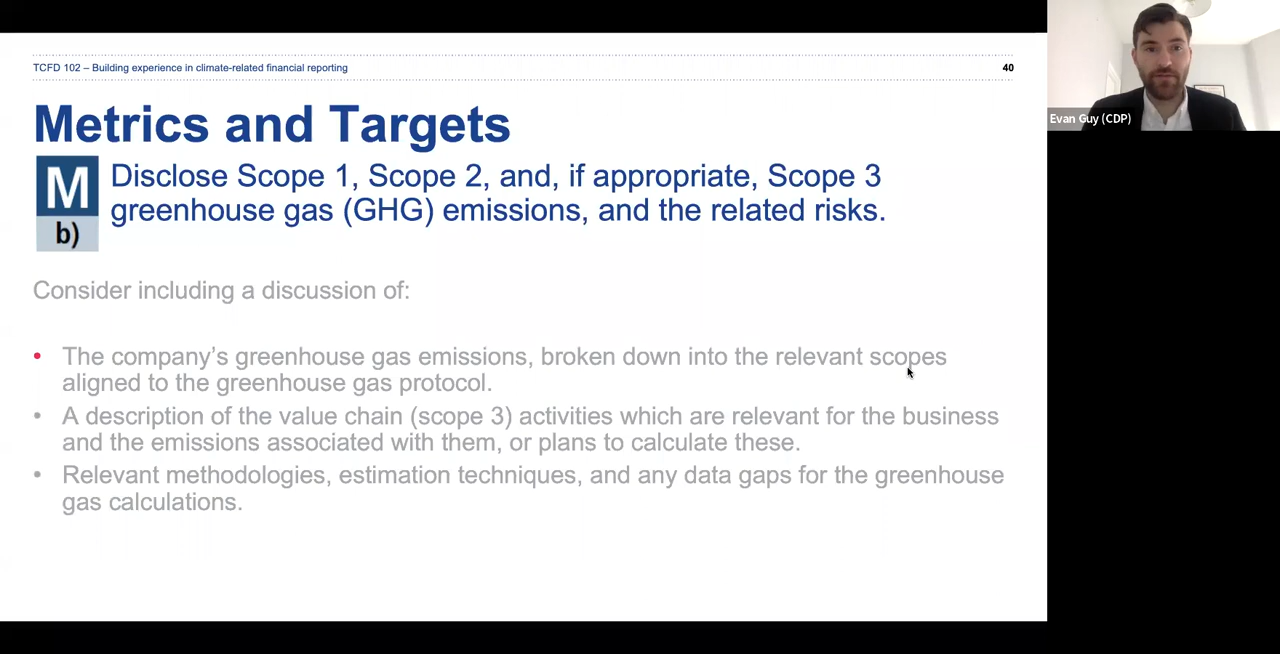 TCFD 102 – Building experience in climate-related financial reporting
40
Metrics and Targets
M
b)
Disclose Scope 1, Scope 2, and, if appropriate, Scope 3
greenhouse gas (GHG) emissions, and the related risks.
Consider including a discussion of:
• The company’s greenhouse gas emissions, broken down into the relevant scopes
aligned to the greenhouse gas protocol.
• A description of the value chain (scope 3) activities which are relevant for the business
and the emissions associated with them, or plans to calculate these.
• Relevant methodologies, estimation techniques, and any data gaps for the greenhouse
gas calculations.
Evan Guy (CDP)